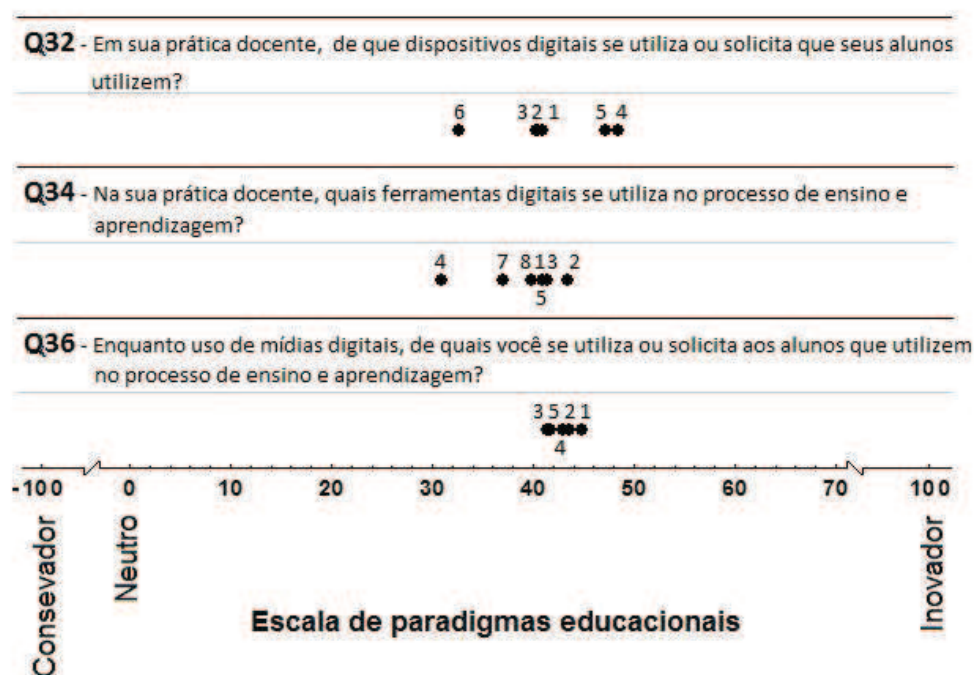 Q32 - Em sua prática docente, de que dispositivos digitais se utiliza ou solicita que seus alunos
utilizem?
6 3 2 1 5 4
Q34 - Na sua prática docente, quais ferramentas digitais se utiliza no processo de ensino e
aprendizagem?
4 7 8 1 3 2
5
Q36 - Enquanto uso de mídias digitais, de quais você se utiliza ou solicita aos alunos que utilizem
no processo de ensino e aprendizagem?
3 5 2 1
4
-100 0 10 20 30 40 50 60 70 100
Consevador
Neutro
Inovador
Escala de paradigmas educacionais